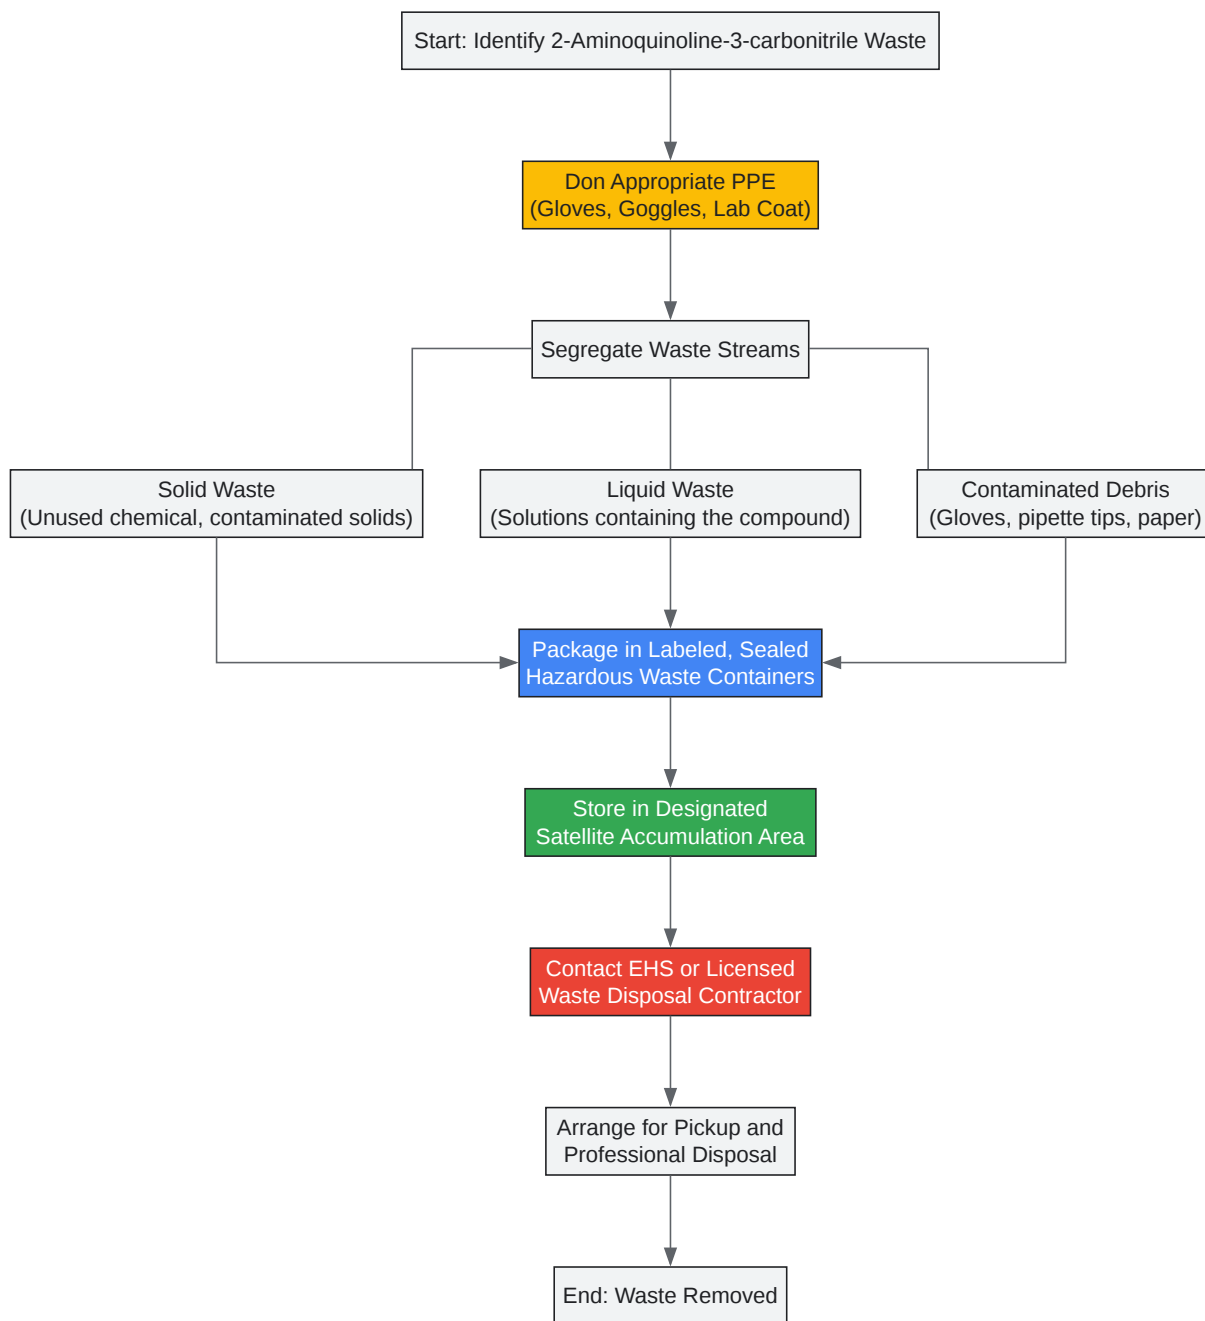 Start: Identify 2-Aminoquinoline-3-carbonitrile Waste
Don Appropriate PPE
(Gloves, Goggles, Lab Coat)
Segregate Waste Streams
Solid Waste
(Unused chemical, contaminated solids)
Liquid Waste
(Solutions containing the compound)
Contaminated Debris
(Gloves, pipette tips, paper)
Package in Labeled, Sealed
Hazardous Waste Containers
Store in Designated
Satellite Accumulation Area
Contact EHS or Licensed
Waste Disposal Contractor
Arrange for Pickup and
Professional Disposal
End: Waste Removed